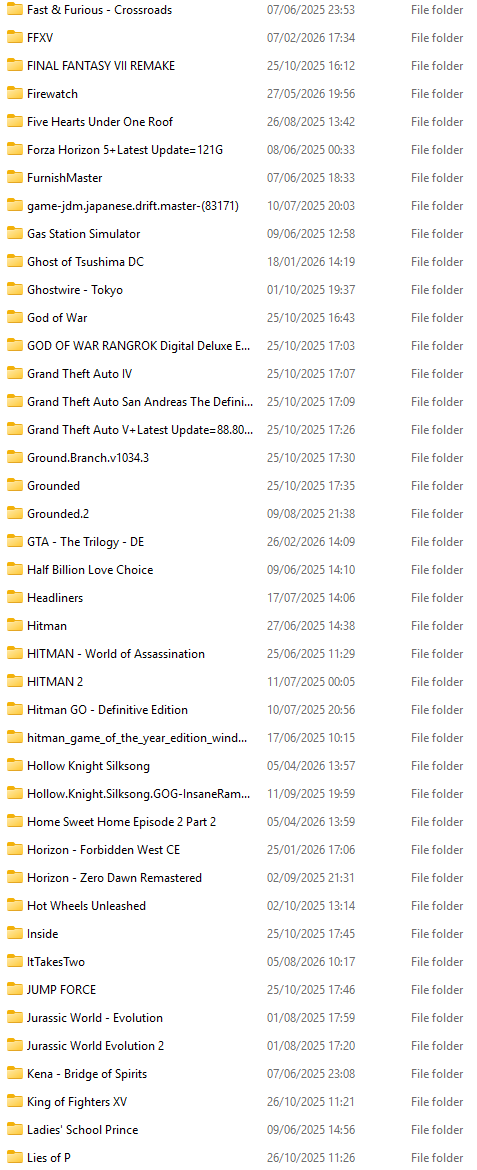 Fast & Furious - Crossroads 07/06/2025 23:53 File folder
FFXV 07/02/2026 17:34 File folder
FINAL FANTASY VII REMAKE 25/10/2025 16:12 File folder
Firewatch 27/05/2026 19:56 File folder
Five Hearts Under One Roof 26/08/2025 13:42 File folder
Forza Horizon 5+Latest Update=121G 08/06/2025 00:33 File folder
FurnishMaster 07/06/2025 18:33 File folder
game-jdm.japanese.drift.master-(83171) 10/07/2025 20:03 File folder
Gas Station Simulator 09/06/2025 12:58 File folder
Ghost of Tsushima DC 18/01/2026 14:19 File folder
Ghostwire - Tokyo 01/10/2025 19:37 File folder
God of War 25/10/2025 16:43 File folder
GOD OF WAR RANGROK Digital Deluxe E... 25/10/2025 17:03 File folder
Grand Theft Auto IV 25/10/2025 17:07 File folder
Grand Theft Auto San Andreas The Defini... 25/10/2025 17:09 File folder
Grand Theft Auto V+Latest Update=88.80... 25/10/2025 17:26 File folder
Ground.Branch.v1034.3 25/10/2025 17:30 File folder
Grounded 25/10/2025 17:35 File folder
Grounded.2 09/08/2025 21:38 File folder
GTA - The Trilogy - DE 26/02/2026 14:09 File folder
Half Billion Love Choice 09/06/2025 14:10 File folder
Headliners 17/07/2025 14:06 File folder
Hitman 27/06/2025 14:38 File folder
HITMAN - World of Assassination 25/06/2025 11:29 File folder
HITMAN 2 11/07/2025 00:05 File folder
Hitman GO - Definitive Edition 10/07/2025 20:56 File folder
hitman_game_of_the_year_edition_wind... 17/06/2025 10:15 File folder
Hollow Knight Silksong 05/04/2026 13:57 File folder
Hollow.Knight.Silksong.GOG-InsaneRam... 11/09/2025 19:59 File folder
Home Sweet Home Episode 2 Part 2 05/04/2026 13:59 File folder
Horizon - Forbidden West CE 25/01/2026 17:06 File folder
Horizon - Zero Dawn Remastered 02/09/2025 21:31 File folder
Hot Wheels Unleashed 02/10/2025 13:14 File folder
Inside 25/10/2025 17:45 File folder
ItTakesTwo 05/08/2026 10:17 File folder
JUMP FORCE 25/10/2025 17:46 File folder
Jurassic World - Evolution 01/08/2025 17:59 File folder
Jurassic World Evolution 2 01/08/2025 17:20 File folder
Kena - Bridge of Spirits 07/06/2025 23:08 File folder
King of Fighters XV 26/10/2025 11:21 File folder
Ladies' School Prince 09/06/2025 14:56 File folder
Lies of P 26/10/2025 11:26 File folder